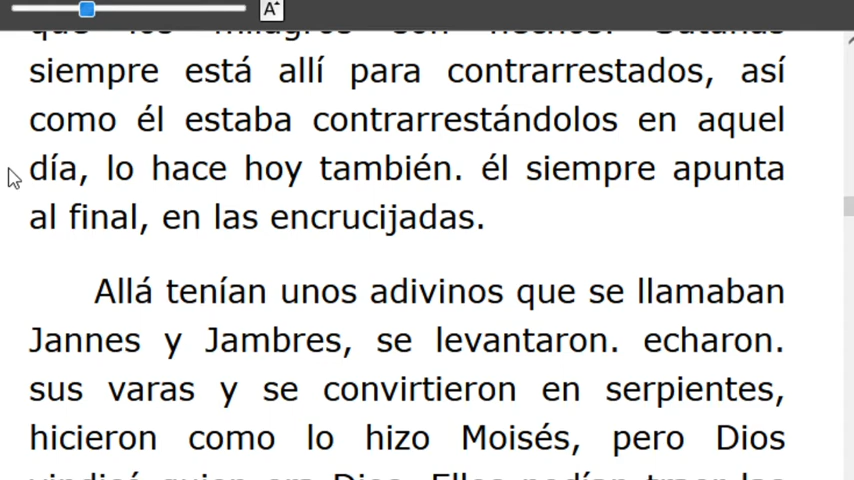 A
siempre está allí para contrarrestados, así
como él estaba contrarrestándolos en aquel
día, lo hace hoy también. él siempre apunta
al final, en las encrucijadas.
Allá tenían unos adivinos que se llamaban
Jannes y Jambres, se levantaron. echaron.
sus varas y se convirtieron en serpientes,
hicieron como lo hizo Moisés, pero Dios